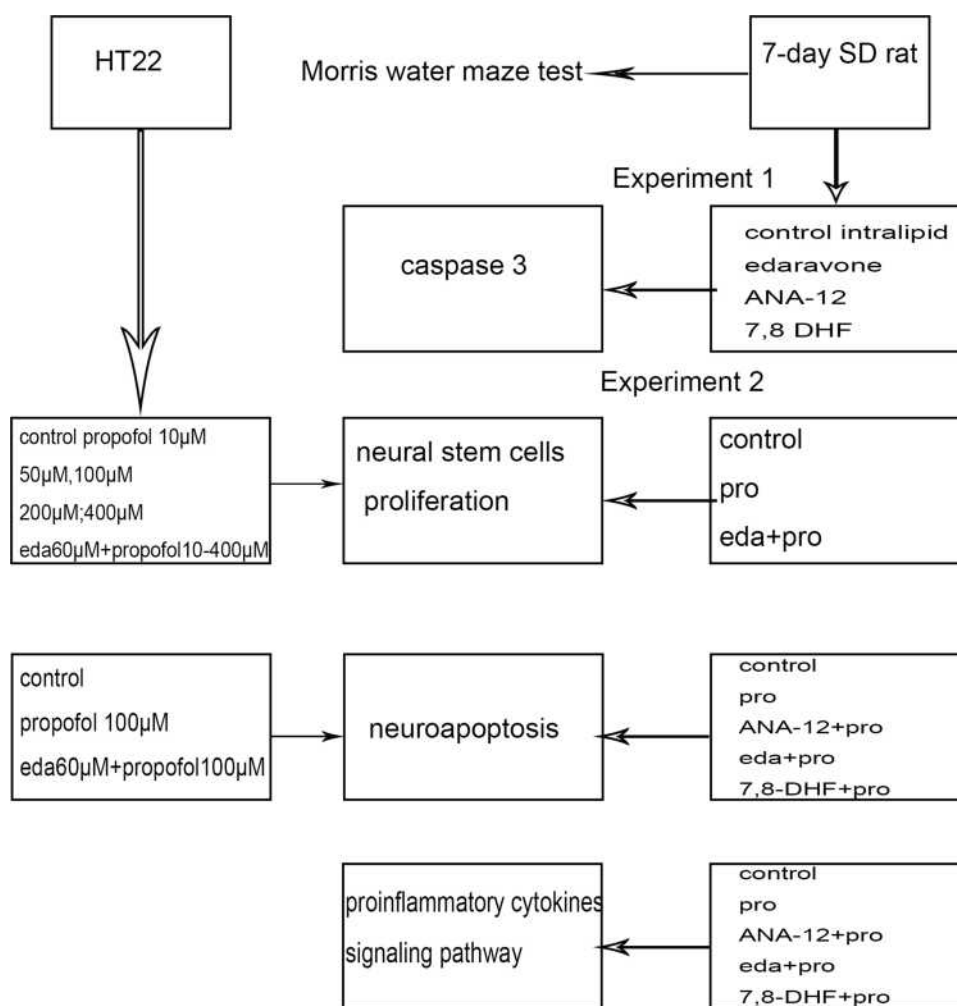 HT22
Morris water maze test
7-day SD rat
Experiment 1
caspase 3
control intralipid
edaravone
ANA-12
7,8 DHF
Experiment 2
control propofol 10µM
50µM,100µM
200µM;400µM
eda60µM+propofol10-400µM
neural stem cells
proliferation
control
pro
eda+pro
control
propofol 100µM
eda60µM+propofol100µM
neuroapoptosis
control
pro
ANA-12+pro
eda+pro
7,8-DHF+pro
proinflammatory cytokines
signaling pathway
control
pro
ANA-12+pro
eda+pro
7,8-DHF+pro